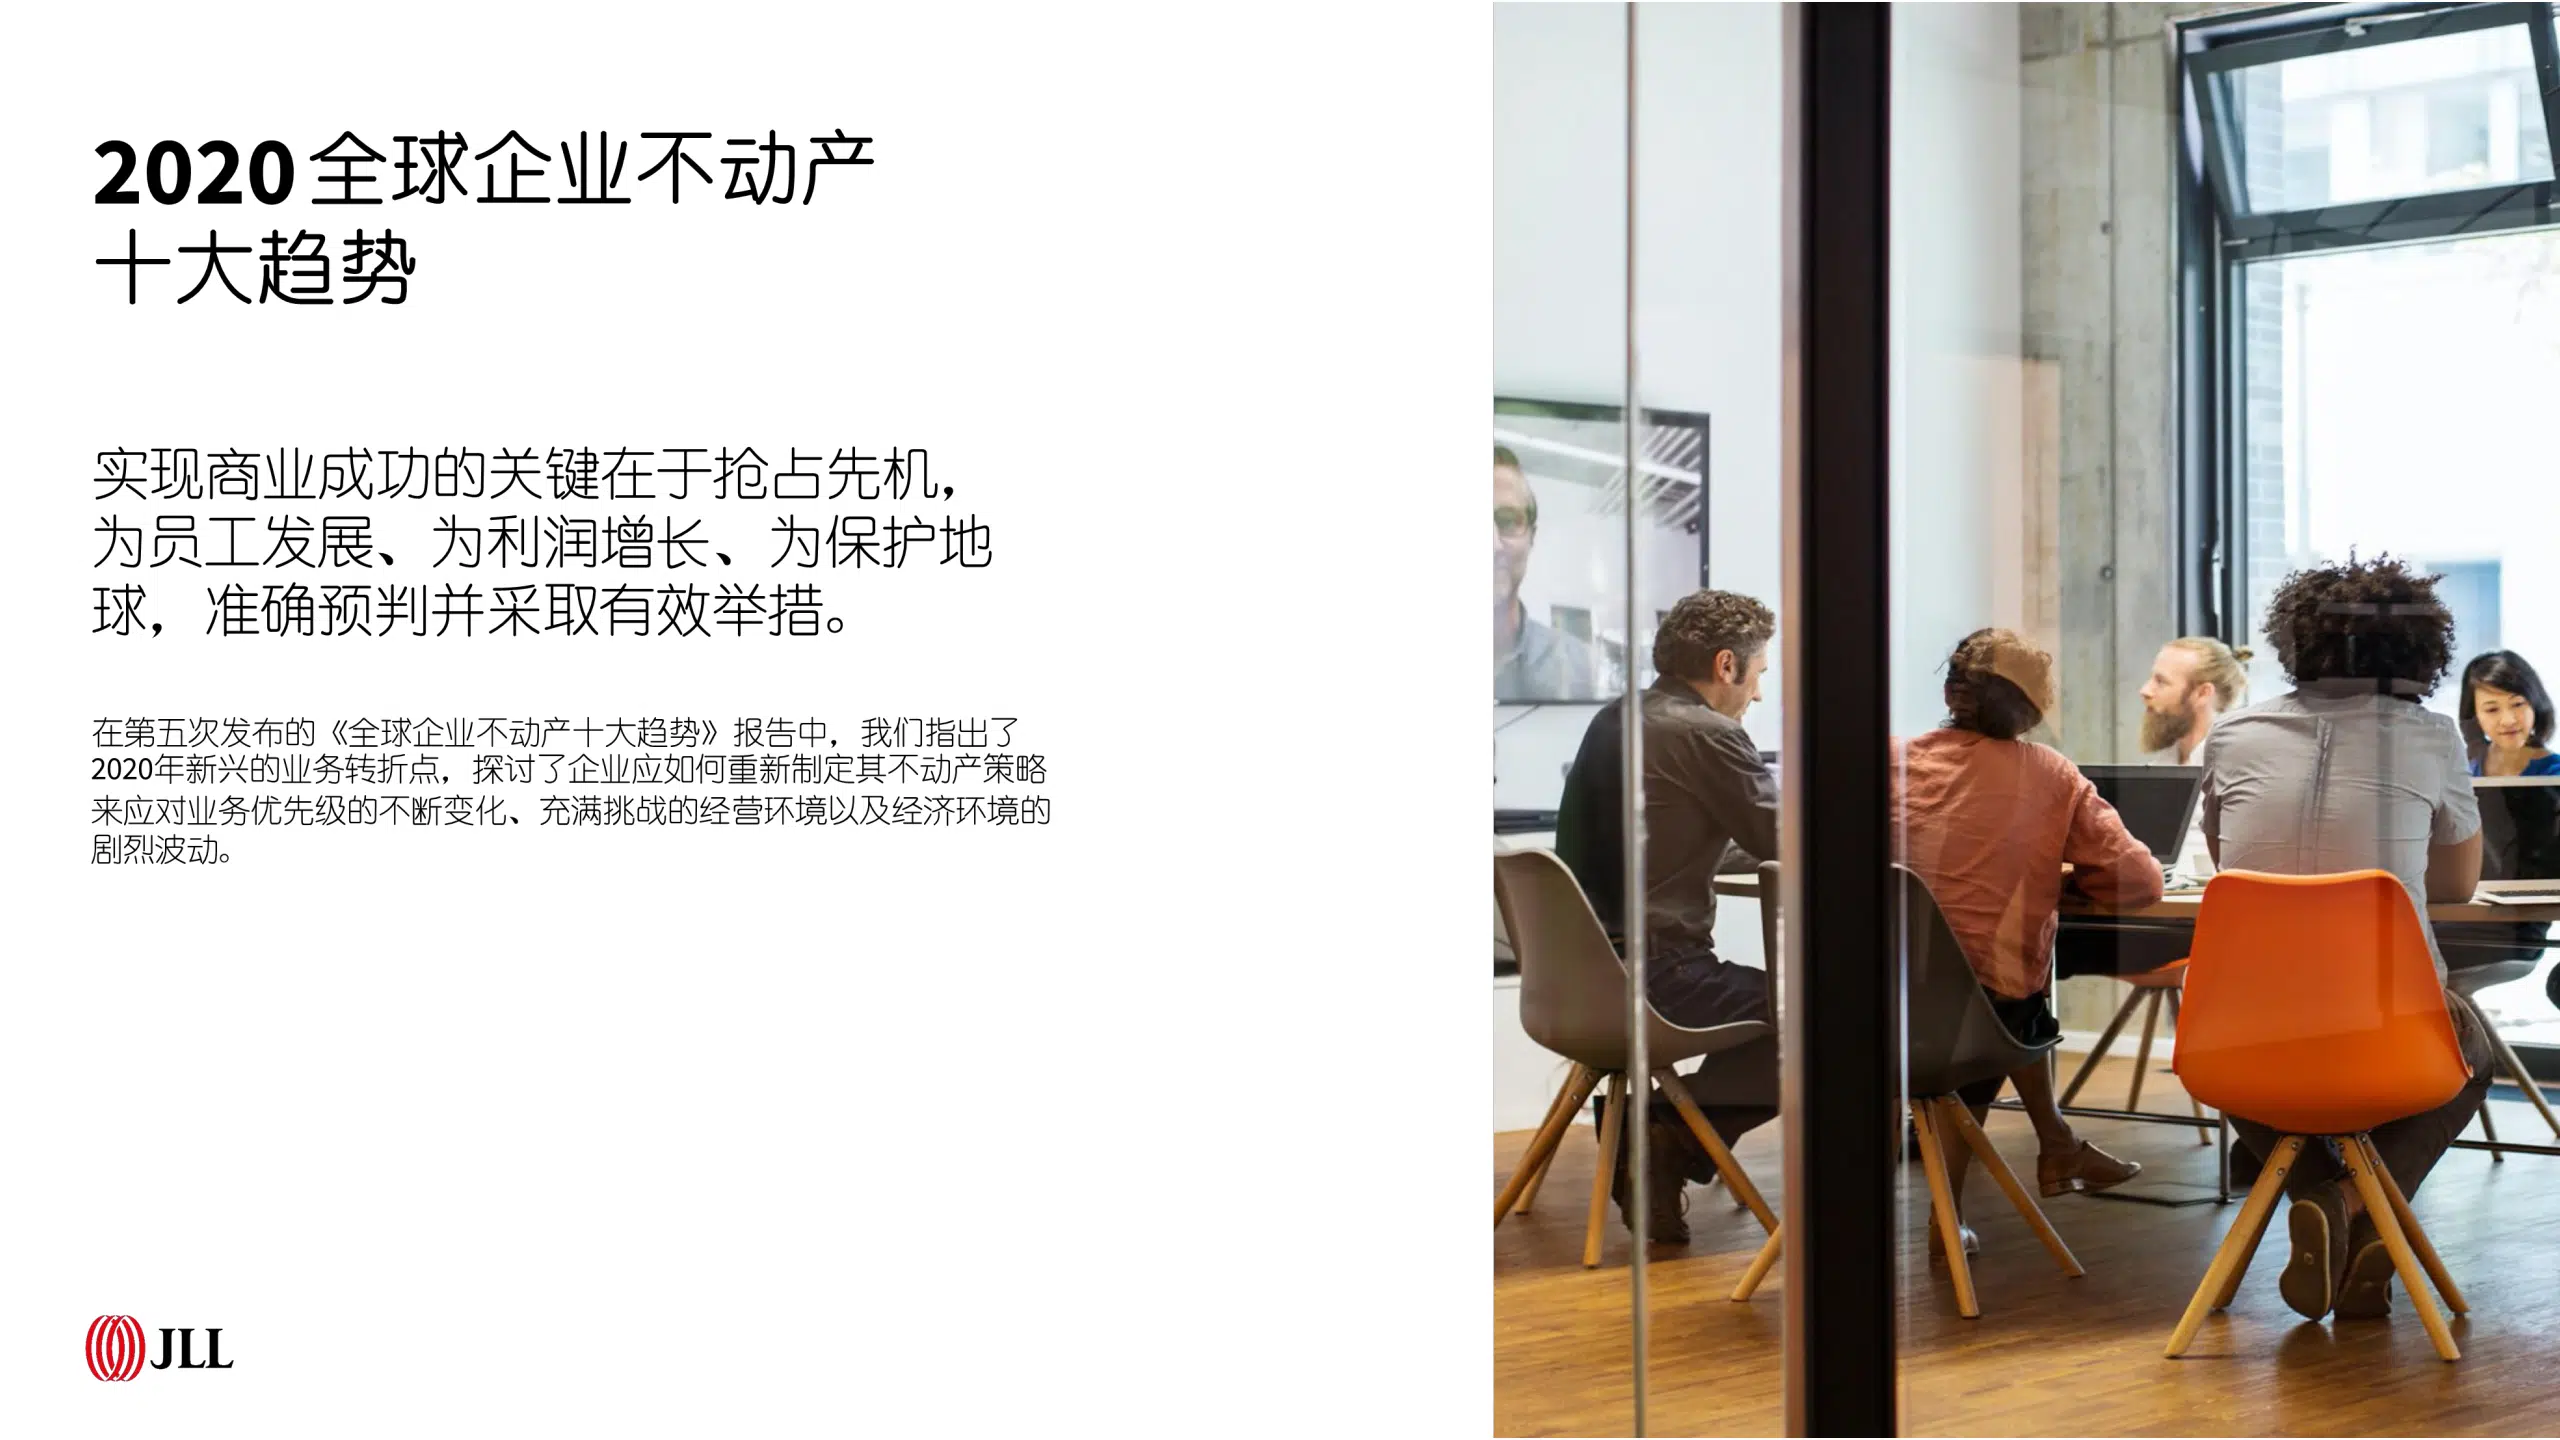 2020全球企业不动产
十大趋势
实现商业成功的关键在于抢占先机，
为员工发展、为利润增长、为保护地
球，准确预判并采取有效举措。
在第五次发布的《全球企业不动产十大趋势》报告中，我们指出了
2020年新兴的业务转折点，探讨了企业应如何重新制定其不动产策略
来应对业务优先级的不断变化、充满挑战的经营环境以及经济环境的
剧烈波动。
JLL